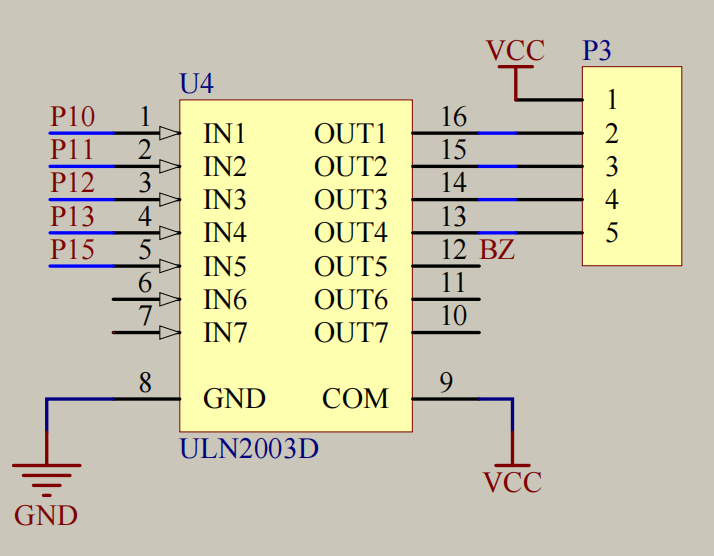 VCC P3
U4
1
P10 1 IN1 OUT1 16 2
P11 2 IN2 OUT2 15 3
P12 3 IN3 OUT3 14 4
P13 4 IN4 OUT4 13 5
P15 5 IN5 OUT5 12 BZ
6 IN6 OUT6 11
7 IN7 OUT7 10
8 GND COM 9
ULN2003D
VCC
GND